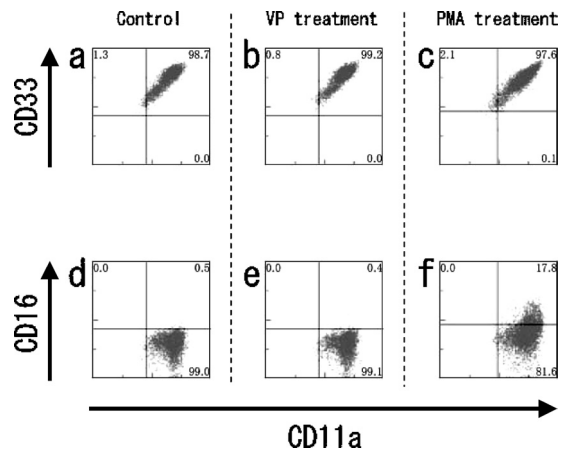 Control VP treatment PMA treatment
a 1.3 98.7 0.0
b 0.8 99.2 0.0
c 2.1 97.6 0.1
CD33
d 0.0 0.5 99.0
e 0.0 0.4 99.1
f 0.0 17.8 81.6
CD16
CD11a